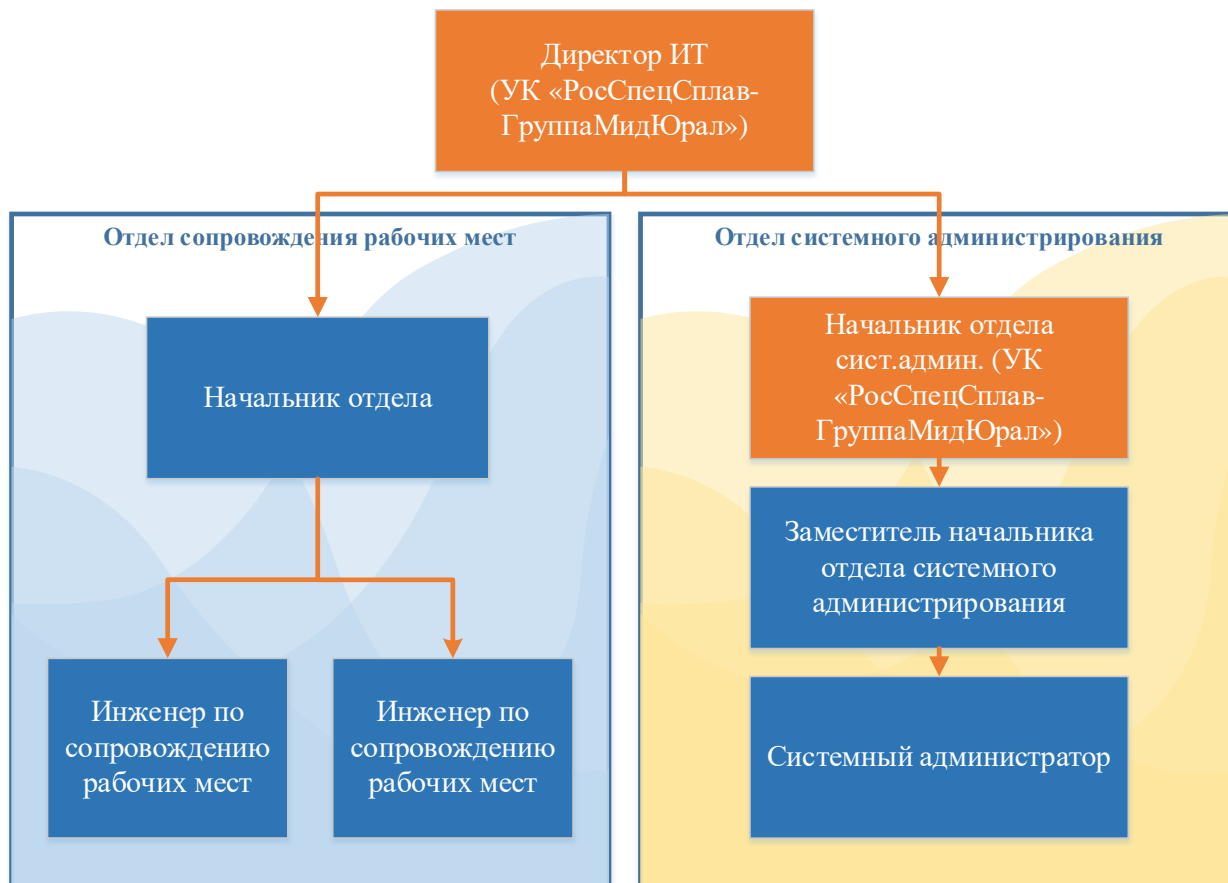 Директор ИТ
(УК «РосСпецСплав-
ГруппаМидЮрал»)
Отдел сопровождения рабочих мест
Начальник отдела
Инженер по
сопровождению
рабочих мест
Инженер по
сопровождению
рабочих мест
Отдел системного администрирования
Начальник отдела
сист.админ. (УК
«РосСпецСплав-
ГруппаМидЮрал»)
Заместитель начальника
отдела системного
администрирования
Системный администратор